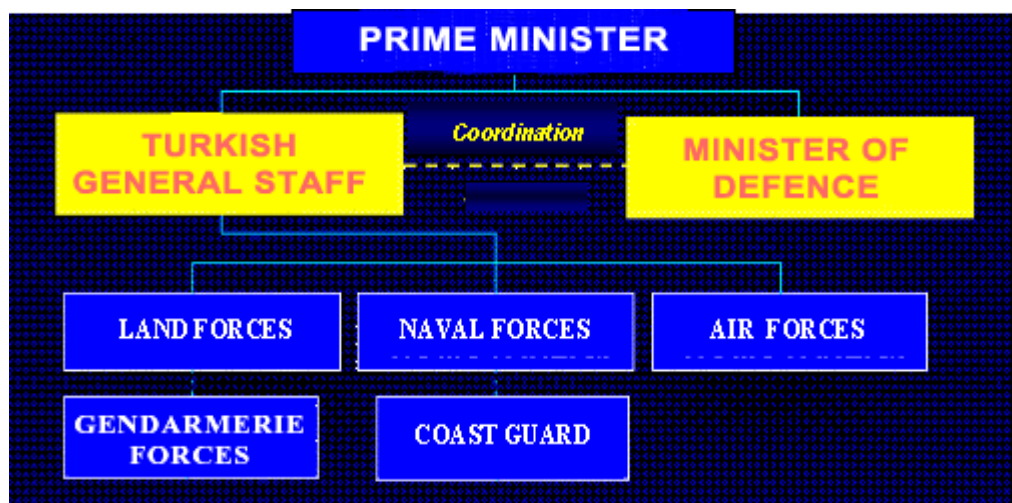 PRIME MINISTER
TURKISH
GENERAL STAFF
Coordination
MINISTER OF
DEFENCE
LAND FORCES
NAVAL FORCES
AIR FORCES
GENDARMERIE
FORCES
COAST GUARD